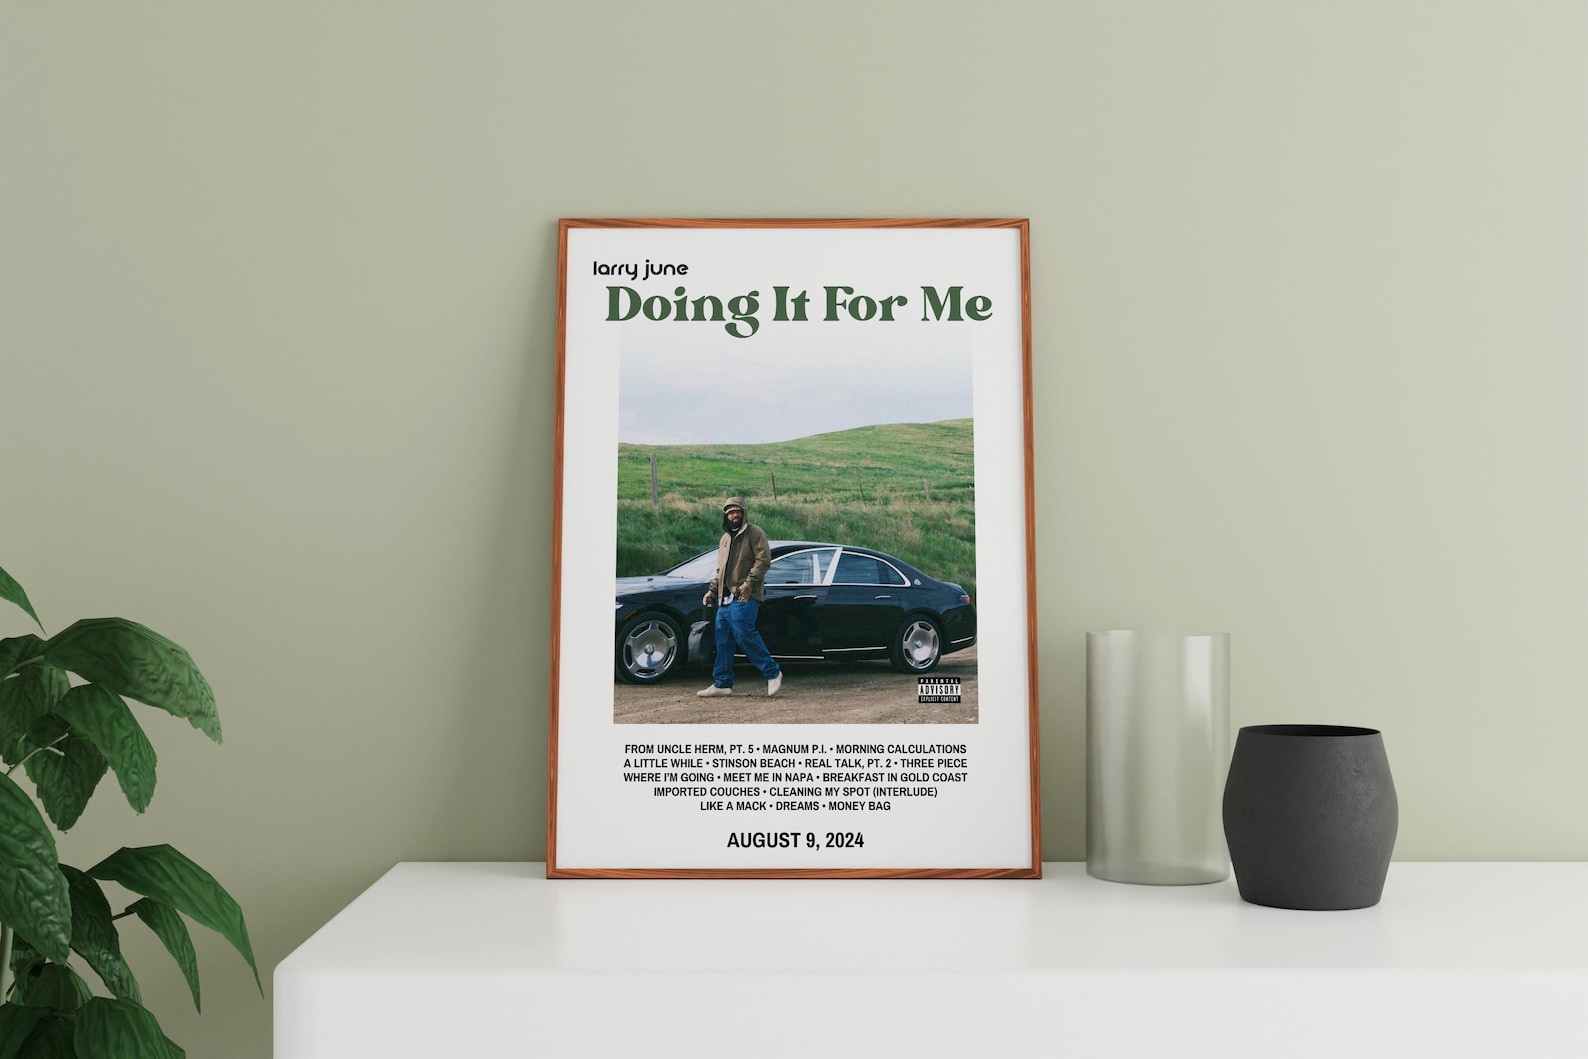 larry june
Doing It For Me
PARENTAL
ADVISORY
EXPLICIT CONTENT
FROM UNCLE HERM, PT. 5 • MAGNUM P.I. • MORNING CALCULATIONS
A LITTLE WHILE • STINSON BEACH • REAL TALK, PT. 2 • THREE PIECE
WHERE I'M GOING • MEET ME IN NAPA • BREAKFAST IN GOLD COAST
IMPORTED COUCHES • CLEANING MY SPOT (INTERLUDE)
LIKE A MACK • DREAMS • MONEY BAG
AUGUST 9, 2024